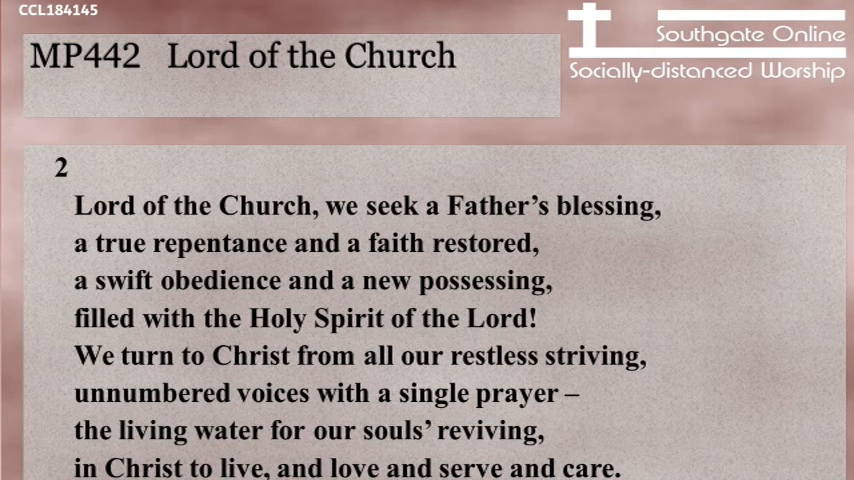 CCL184145
MP442 Lord of the Church
Southgate Online
Socially-distanced Worship
2
Lord of the Church, we seek a Father’s blessing,
a true repentance and a faith restored,
a swift obedience and a new possessing,
filled with the Holy Spirit of the Lord!
We turn to Christ from all our restless striving,
unnumbered voices with a single prayer –
the living water for our souls’ reviving,
in Christ to live, and love and serve and care.